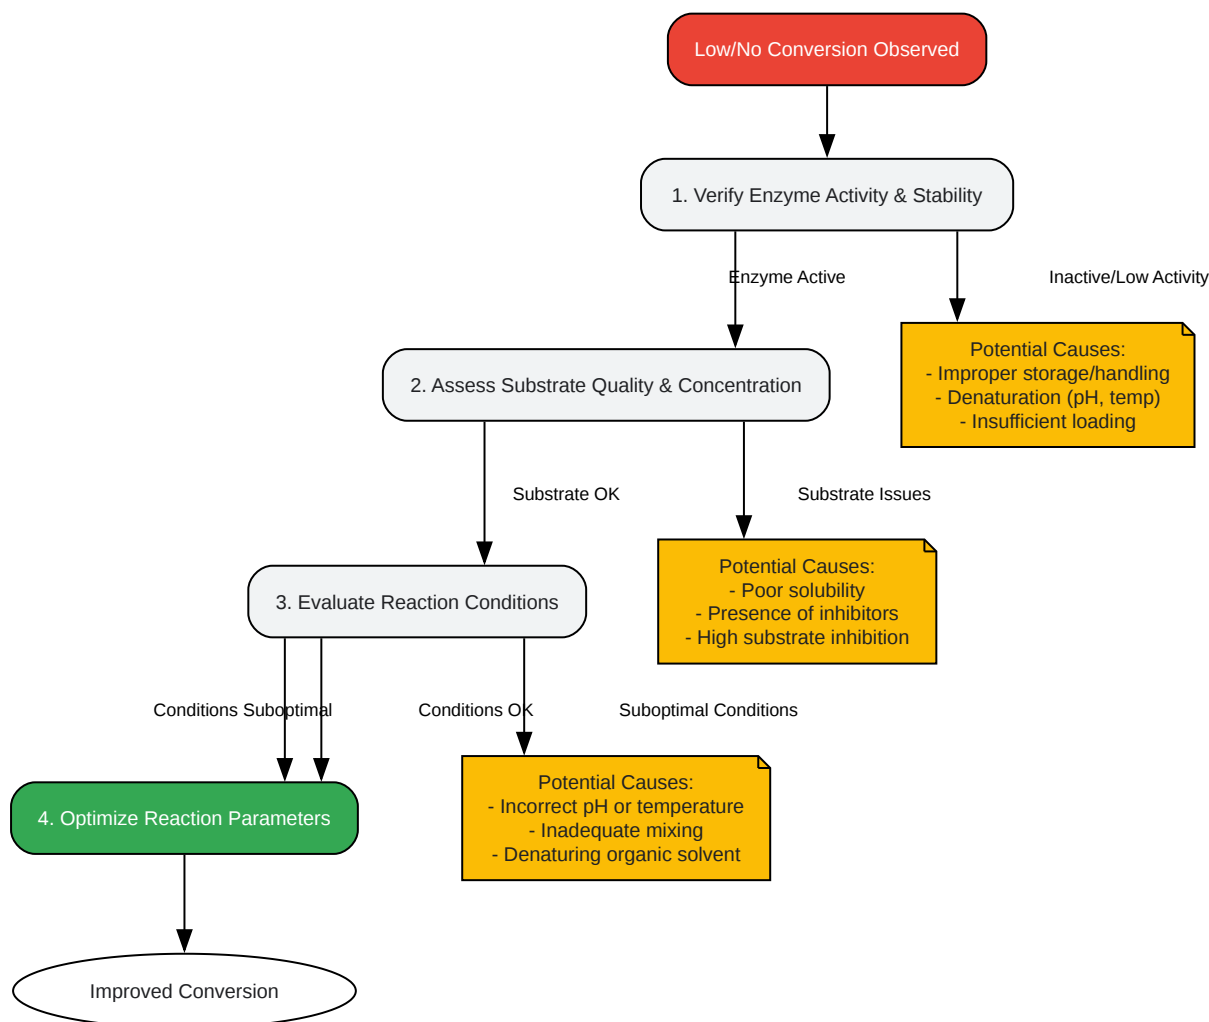 Low/No Conversion Observed
1. Verify Enzyme Activity & Stability
Enzyme Active
Inactive/Low Activity
Potential Causes:
- Improper storage/handling
- Denaturation (pH, temp)
- Insufficient loading
2. Assess Substrate Quality & Concentration
Substrate OK
Substrate Issues
Potential Causes:
- Poor solubility
- Presence of inhibitors
- High substrate inhibition
3. Evaluate Reaction Conditions
Conditions Suboptimal
Conditions OK
Suboptimal Conditions
Potential Causes:
- Incorrect pH or temperature
- Inadequate mixing
- Denaturing organic solvent
4. Optimize Reaction Parameters
Improved Conversion